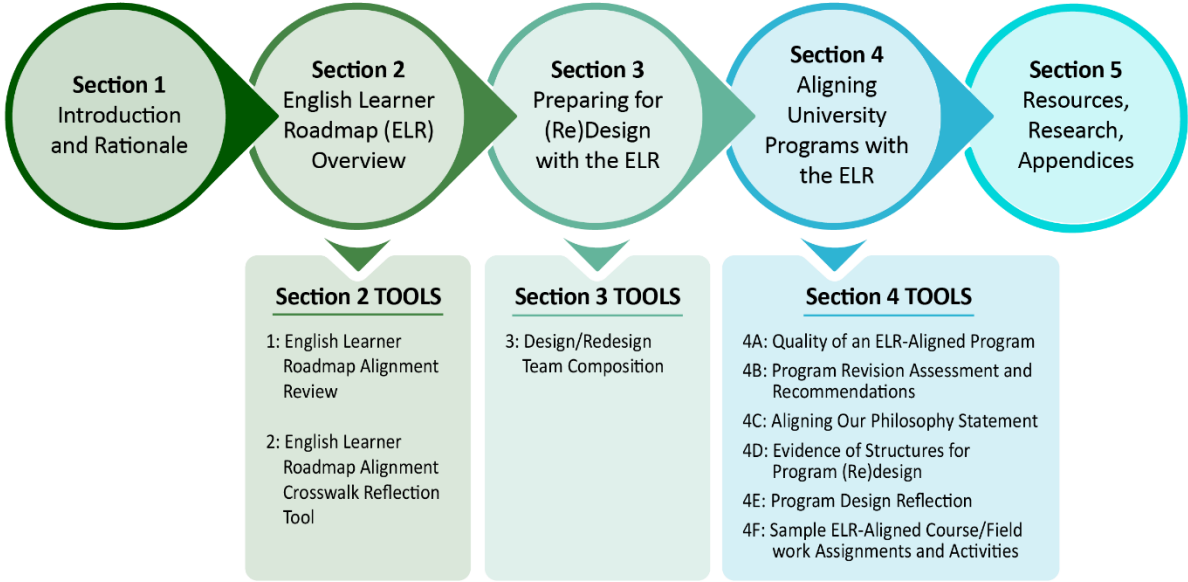 Section 1
Introduction
and Rationale
Section 2
English Learner
Roadmap (ELR)
Overview
Section 3
Preparing for
(Re)Design
with the ELR
Section 4
Aligning
University
Programs with
the ELR
Section 5
Resources,
Research,
Appendices
Section 2 TOOLS
1: English Learner
Roadmap Alignment
Review
2: English Learner
Roadmap Alignment
Crosswalk Reflection
Tool
Section 3 TOOLS
3: Design/Redesign
Team Composition
Section 4 TOOLS
4A: Quality of an ELR-Aligned Program
4B: Program Revision Assessment and
Recommendations
4C: Aligning Our Philosophy Statement
4D: Evidence of Structures for
Program (Re)design
4E: Program Design Reflection
4F: Sample ELR-Aligned Course/Field
work Assignments and Activities